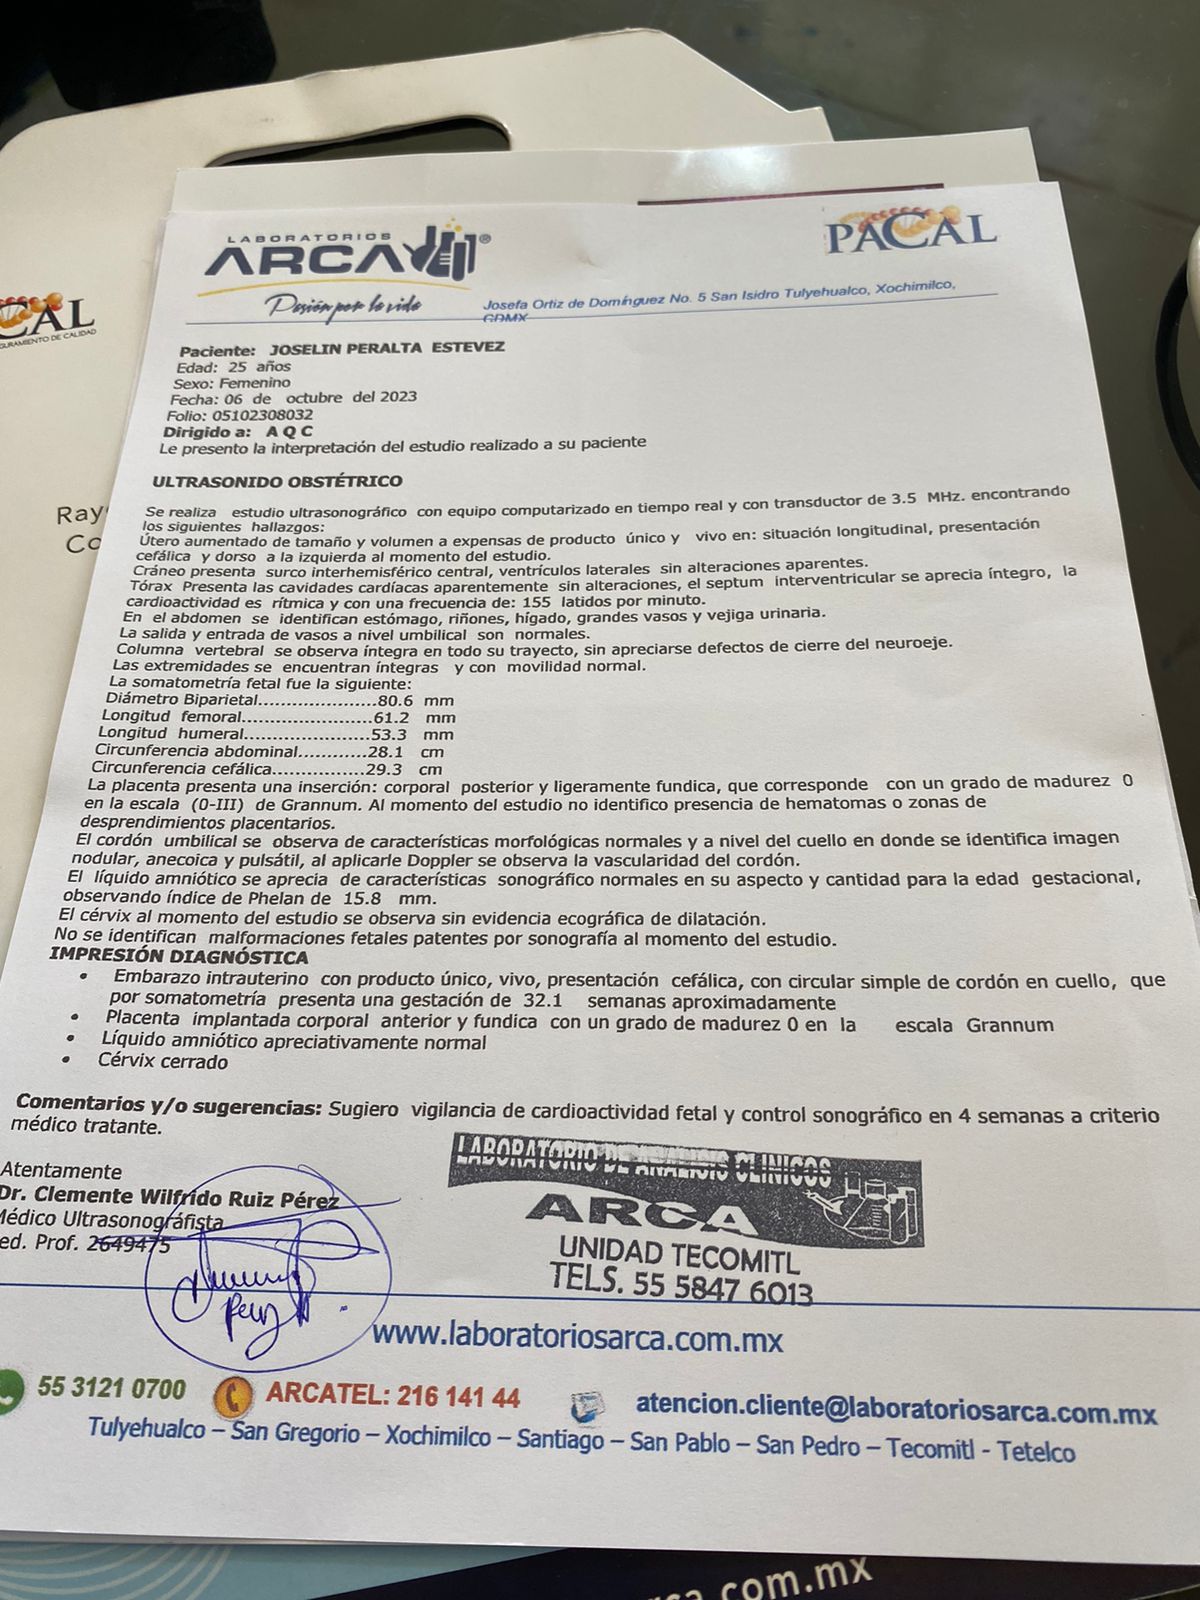 LABORATORIOS
ARCA®
Pasión por la vida
PACAL
Josefa Ortiz de Domínguez No. 5 San Isidro Tulyehualco, Xochimilco,
CDMX
CAL
GURAMIENTO DE CALIDAD
Ray
Co
Paciente: JOSELIN PERALTA ESTEVEZ
Edad: 25 años
Sexo: Femenino
Fecha: 06 de octubre del 2023
Folio: 05102308032
Dirigido a: A Q C
Le presento la interpretación del estudio realizado a su paciente
ULTRASONIDO OBSTÉTRICO
Se realiza estudio ultrasonográfico con equipo computarizado en tiempo real y con transductor de 3.5 MHz. encontrando
los siguientes hallazgos:
Útero aumentado de tamaño y volumen a expensas de producto único y vivo en: situación longitudinal, presentación
cefálica y dorso a la izquierda al momento del estudio.
Cráneo presenta surco interhemisférico central, ventrículos laterales sin alteraciones aparentes.
Tórax Presenta las cavidades cardíacas aparentemente sin alteraciones, el septum interventricular se aprecia íntegro, la
cardioactividad es rítmica y con una frecuencia de: 155 latidos por minuto.
En el abdomen se identifican estómago, riñones, hígado, grandes vasos y vejiga urinaria.
La salida y entrada de vasos a nivel umbilical son normales.
Columna vertebral se observa íntegra en todo su trayecto, sin apreciarse defectos de cierre del neuroeje.
Las extremidades se encuentran íntegras y con movilidad normal.
La somatometría fetal fue la siguiente:
Diámetro Biparietal.....................80.6 mm
Longitud femoral.......................61.2 mm
Longitud humeral......................53.3 mm
Circunferencia abdominal............28.1 cm
Circunferencia cefálica................29.3 cm
La placenta presenta una inserción: corporal posterior y ligeramente fundica, que corresponde con un grado de madurez 0
en la escala (0-III) de Grannum. Al momento del estudio no identifico presencia de hematomas o zonas de
desprendimientos placentarios.
El cordón umbilical se observa de características morfológicas normales y a nivel del cuello en donde se identifica imagen
nodular, anecoica y pulsátil, al aplicarle Doppler se observa la vascularidad del cordón.
El líquido amniótico se aprecia de características sonográfico normales en su aspecto y cantidad para la edad gestacional,
observando índice de Phelan de 15.8 mm.
El cérvix al momento del estudio se observa sin evidencia ecográfica de dilatación.
No se identifican malformaciones fetales patentes por sonografía al momento del estudio.
IMPRESIÓN DIAGNÓSTICA
• Embarazo intrauterino con producto único, vivo, presentación cefálica, con circular simple de cordón en cuello, que
por somatometría presenta una gestación de 32.1 semanas aproximadamente
• Placenta implantada corporal anterior y fundica con un grado de madurez 0 en la escala Grannum
• Líquido amniótico apreciativamente normal
• Cérvix cerrado
Comentarios y/o sugerencias: Sugiero vigilancia de cardioactividad fetal y control sonográfico en 4 semanas a criterio
médico tratante.
Atentamente
Dr. Clemente Wilfrido Ruiz Pérez
Médico Ultrasonográfista
ed. Prof. 2649475
LABORATORIO DE ANALISIS CLINICOS
ARCA
UNIDAD TECOMITL
TELS. 55 5847 6013
www.laboratoriosarca.com.mx
55 3121 0700 ARCATEL: 216 141 44 atencion.cliente@laboratoriosarca.com.mx
Tulyehualco – San Gregorio – Xochimilco – Santiago – San Pablo – San Pedro – Tecomitl - Tetelco
.com.mx